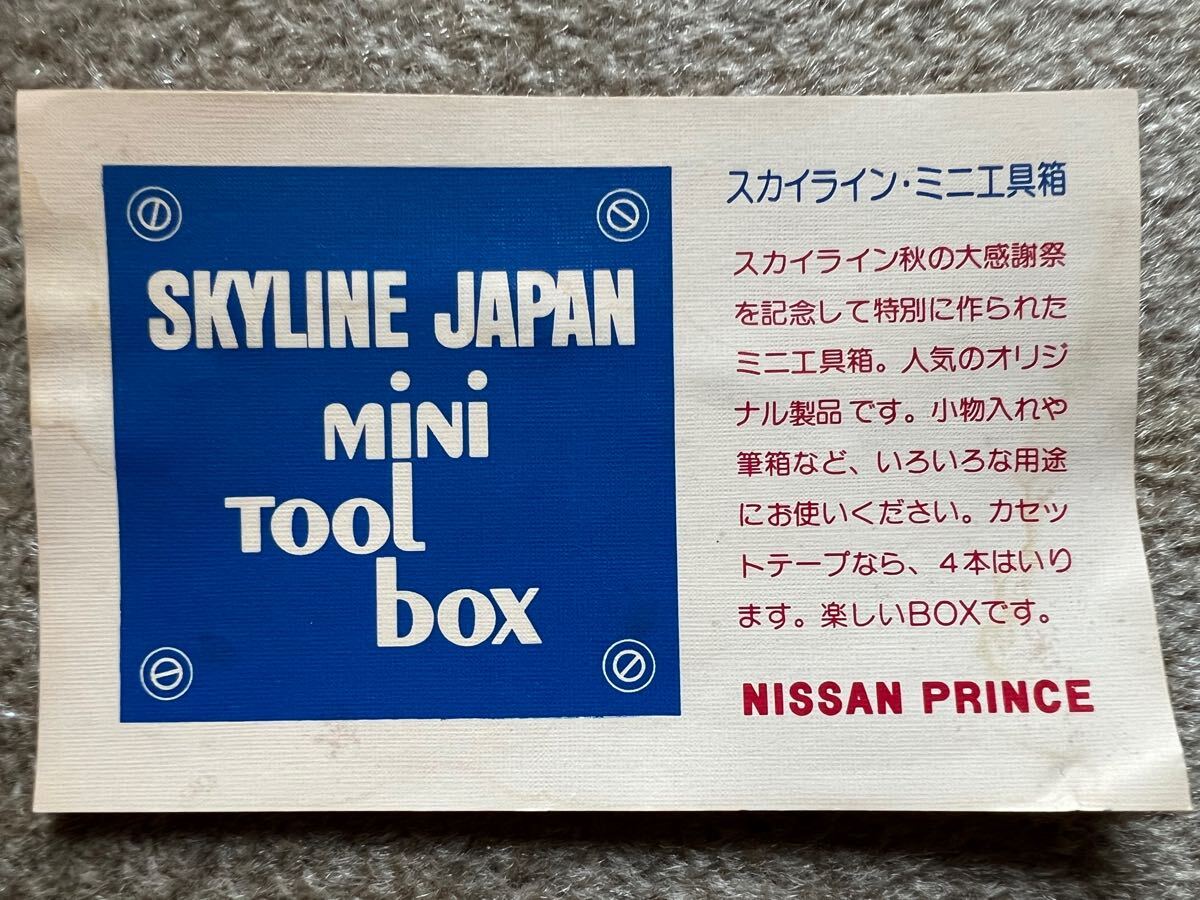 SKYLINE JAPAN
MiNi
TOOl
box
スカイライン・ミニ工具箱
スカイライン秋の大感謝祭
を記念して特別に作られた
ミニ工具箱。人気のオリジ
ナル製品です。小物入れや
筆箱など、いろいろな用途
にお使いください。カセッ
トテープなら、4本はいり
ます。楽しいBOXです。
NISSAN PRINCE